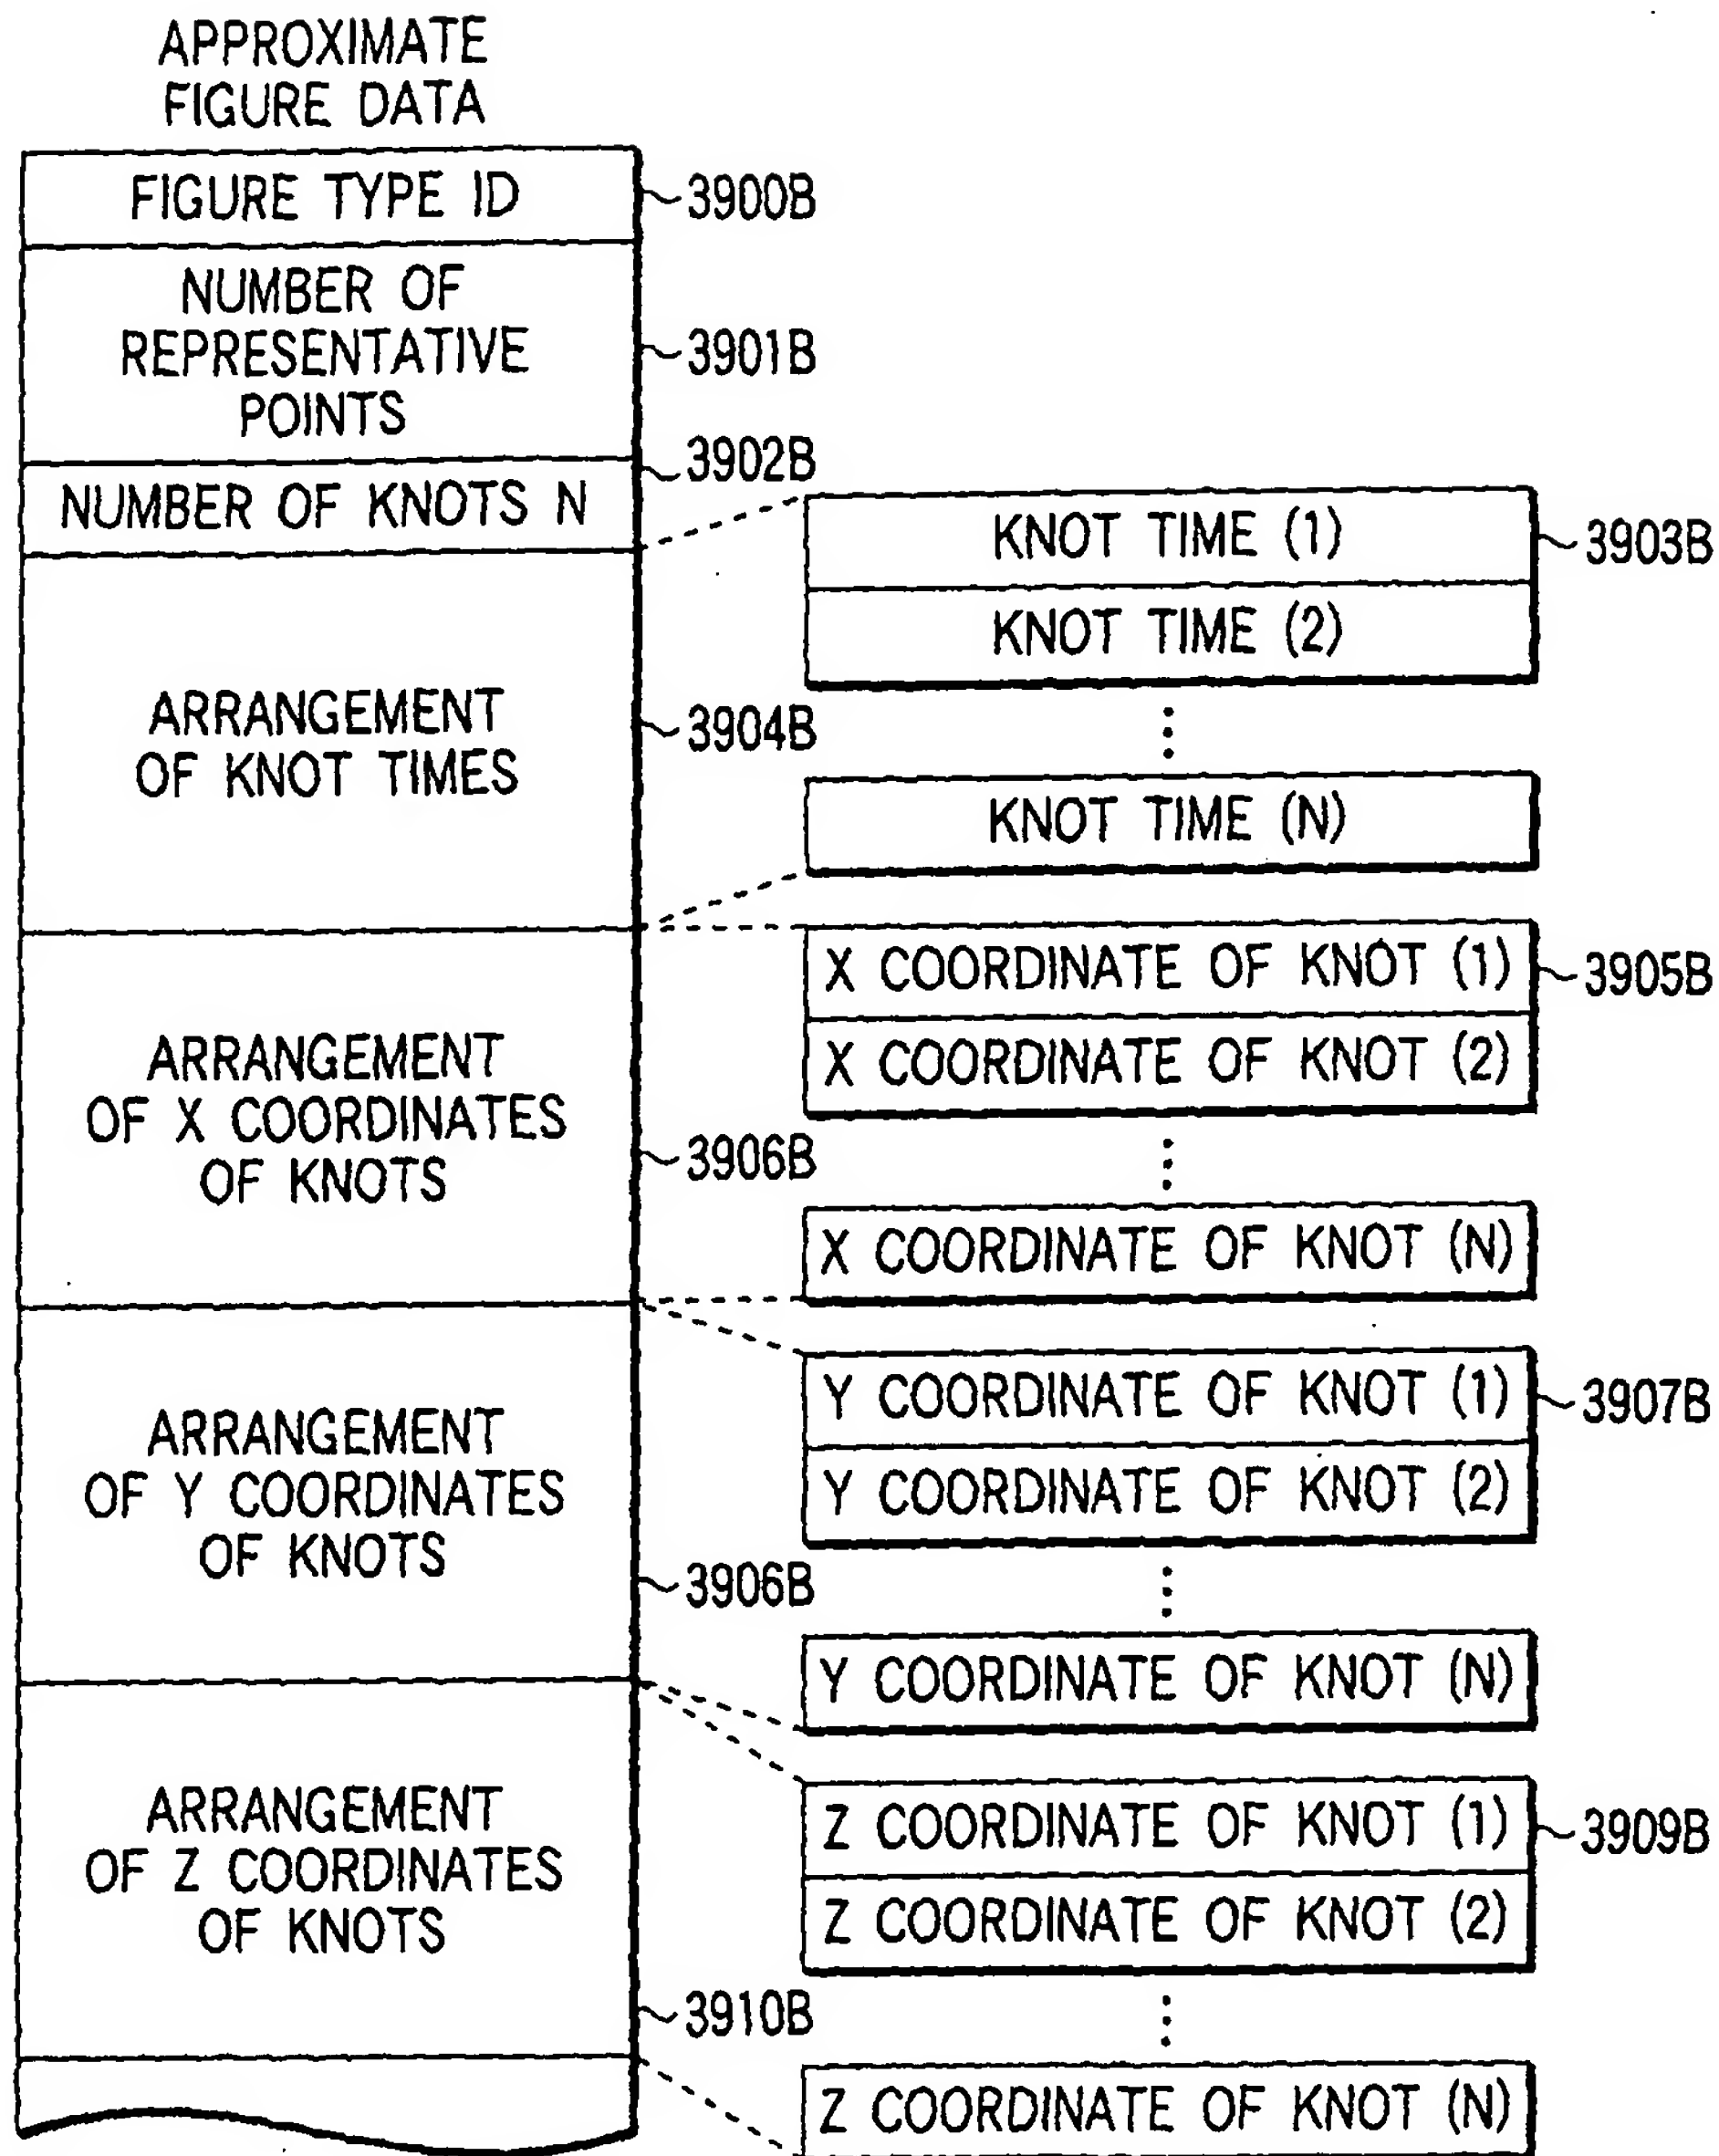 APPROXIMATE
FIGURE DATA
FIGURE TYPE ID
3900B
NUMBER OF
REPRESENTATIVE
POINTS
3901B
3902B
NUMBER OF KNOTS N
KNOT TIME (1)
3903B
KNOT TIME (2)
ARRANGEMENT
OF KNOT TIMES
3904B
KNOT TIME (N)
X COORDINATE OF KNOT (1)
3905B
X COORDINATE OF KNOT (2)
ARRANGEMENT
OF X COORDINATES
OF KNOTS
3906B
X COORDINATE OF KNOT (N)
Y COORDINATE OF KNOT (1)
3907B
Y COORDINATE OF KNOT (2)
ARRANGEMENT
OF Y COORDINATES
OF KNOTS
3906B
Y COORDINATE OF KNOT (N)
Z COORDINATE OF KNOT (1)
3909B
Z COORDINATE OF KNOT (2)
ARRANGEMENT
OF Z COORDINATES
OF KNOTS
3910B
Z COORDINATE OF KNOT (N)